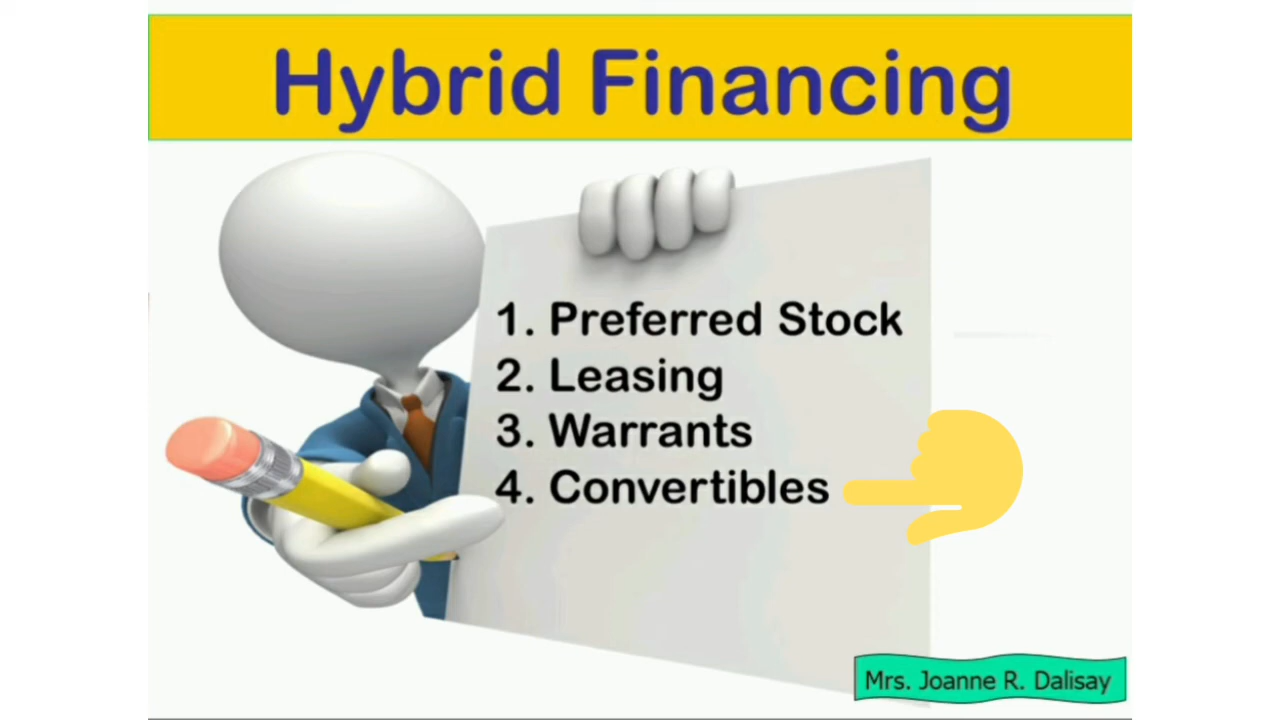 Hybrid Financing
1. Preferred Stock
2. Leasing
3. Warrants
4. Convertibles
Mrs. Joanne R. Dalisay